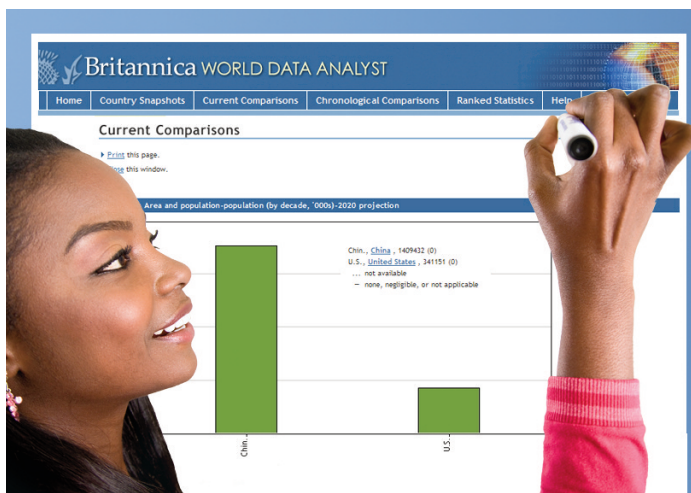 Britannica WORLD DATA ANALYST
Home Country Snapshots Current Comparisons Chronological Comparisons Ranked Statistics Help
Current Comparisons
Print this page.
this window.
Area and population-population (by decade, '000s)-2020 projection
Chin., China , 1409432 (0)
U.S., United States , 341151 (0)
... not available
— none, negligible, or not applicable
Chin.
U.S.